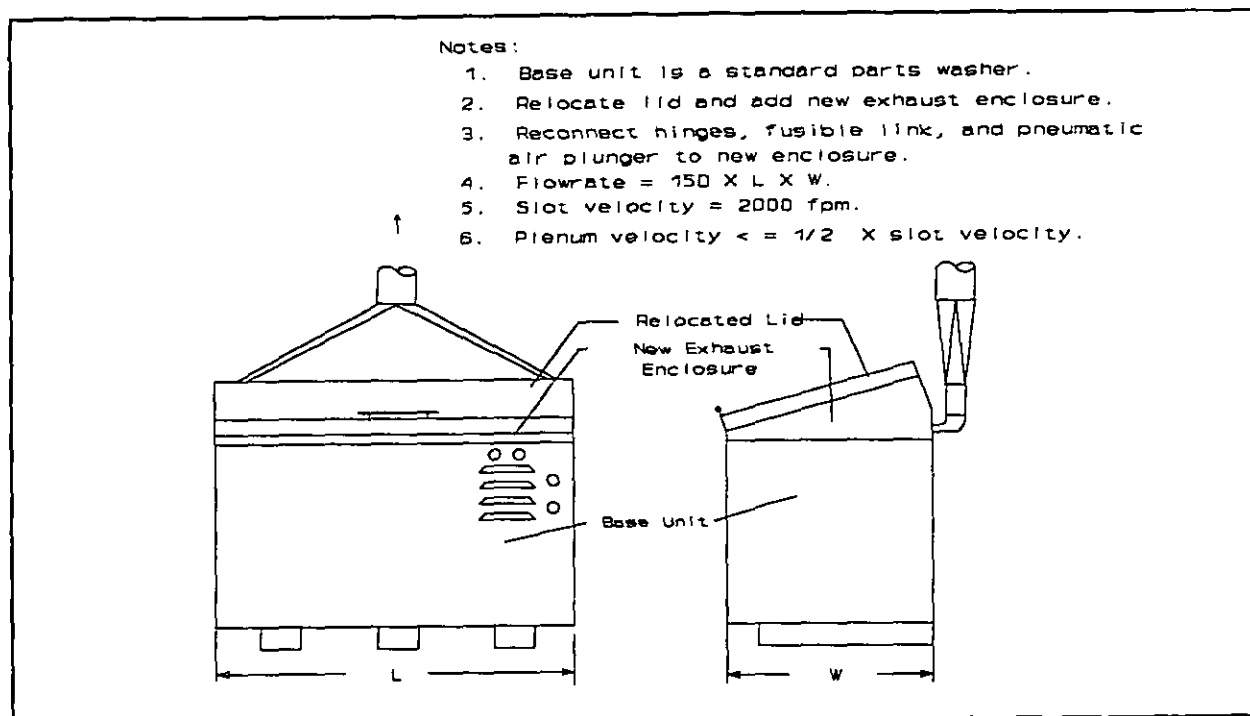 Notes:
1. Base unit is a standard parts washer.
2. Relocate lid and add new exhaust enclosure.
3. Reconnect hinges, fusible link, and pneumatic
air plunger to new enclosure.
4. Flowrate = 150 X L X W.
5. Slot velocity = 2000 fpm.
6. Plenum velocity < = 1/2 X slot velocity.
Relocated Lid
New Exhaust
Enclosure
Base Unit
L
W